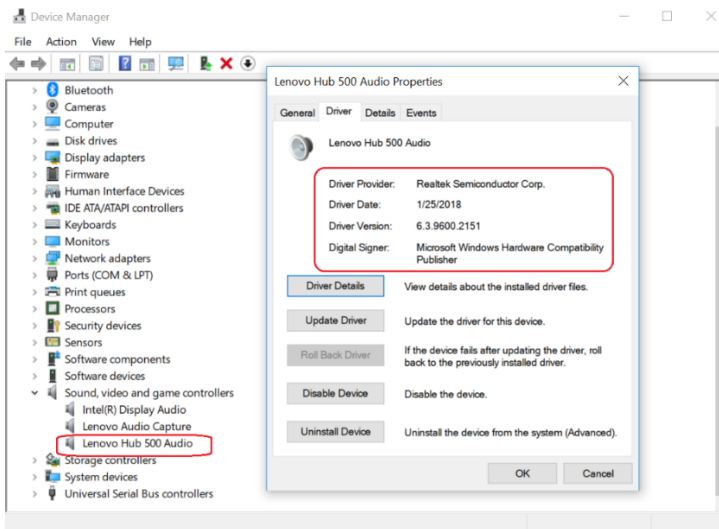 Device Manager
File Action View Help
Bluetooth
Cameras
Computer
Disk drives
Display adapters
Firmware
Human Interface Devices
IDE ATA/ATAPI controllers
Keyboards
Monitors
Network adapters
Ports (COM & LPT)
Print queues
Processors
Security devices
Sensors
Software components
Software devices
Sound, video and game controllers
Intel(R) Display Audio
Lenovo Audio Capture
Lenovo Hub 500 Audio
Storage controllers
System devices
Universal Serial Bus controllers
Lenovo Hub 500 Audio Properties
General Driver Details Events
Lenovo Hub 500 Audio
Driver Provider: Realtek Semiconductor Corp.
Driver Date: 1/25/2018
Driver Version: 6.3.9600.2151
Digital Signer: Microsoft Windows Hardware Compatibility
Publisher
Driver Details View details about the installed driver files.
Update Driver Update the driver for this device.
Roll Back Driver If the device fails after updating the driver, roll
back to the previously installed driver.
Disable Device Disable the device.
Uninstall Device Uninstall the device from the system (Advanced).
OK Cancel